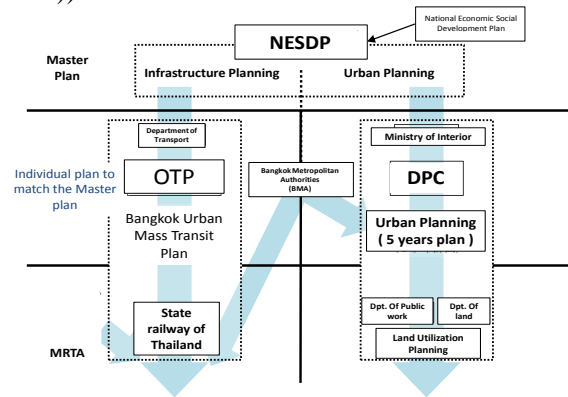 National Economic Social
Development Plan
NESDP
Master
Plan
Infrastructure Planning
Urban Planning
Department of
Transport
Ministry of Interior
Individual plan to
match the Master
plan
OTP
Bangkok Metropolitan
Authorities
(BMA)
DPC
Bangkok Urban
Mass Transit
Plan
Urban Planning
( 5 years plan )
State
railway of
Thailand
Dpt. Of Public
work
Dpt. Of
land
Land Utilization
Planning
MRTA